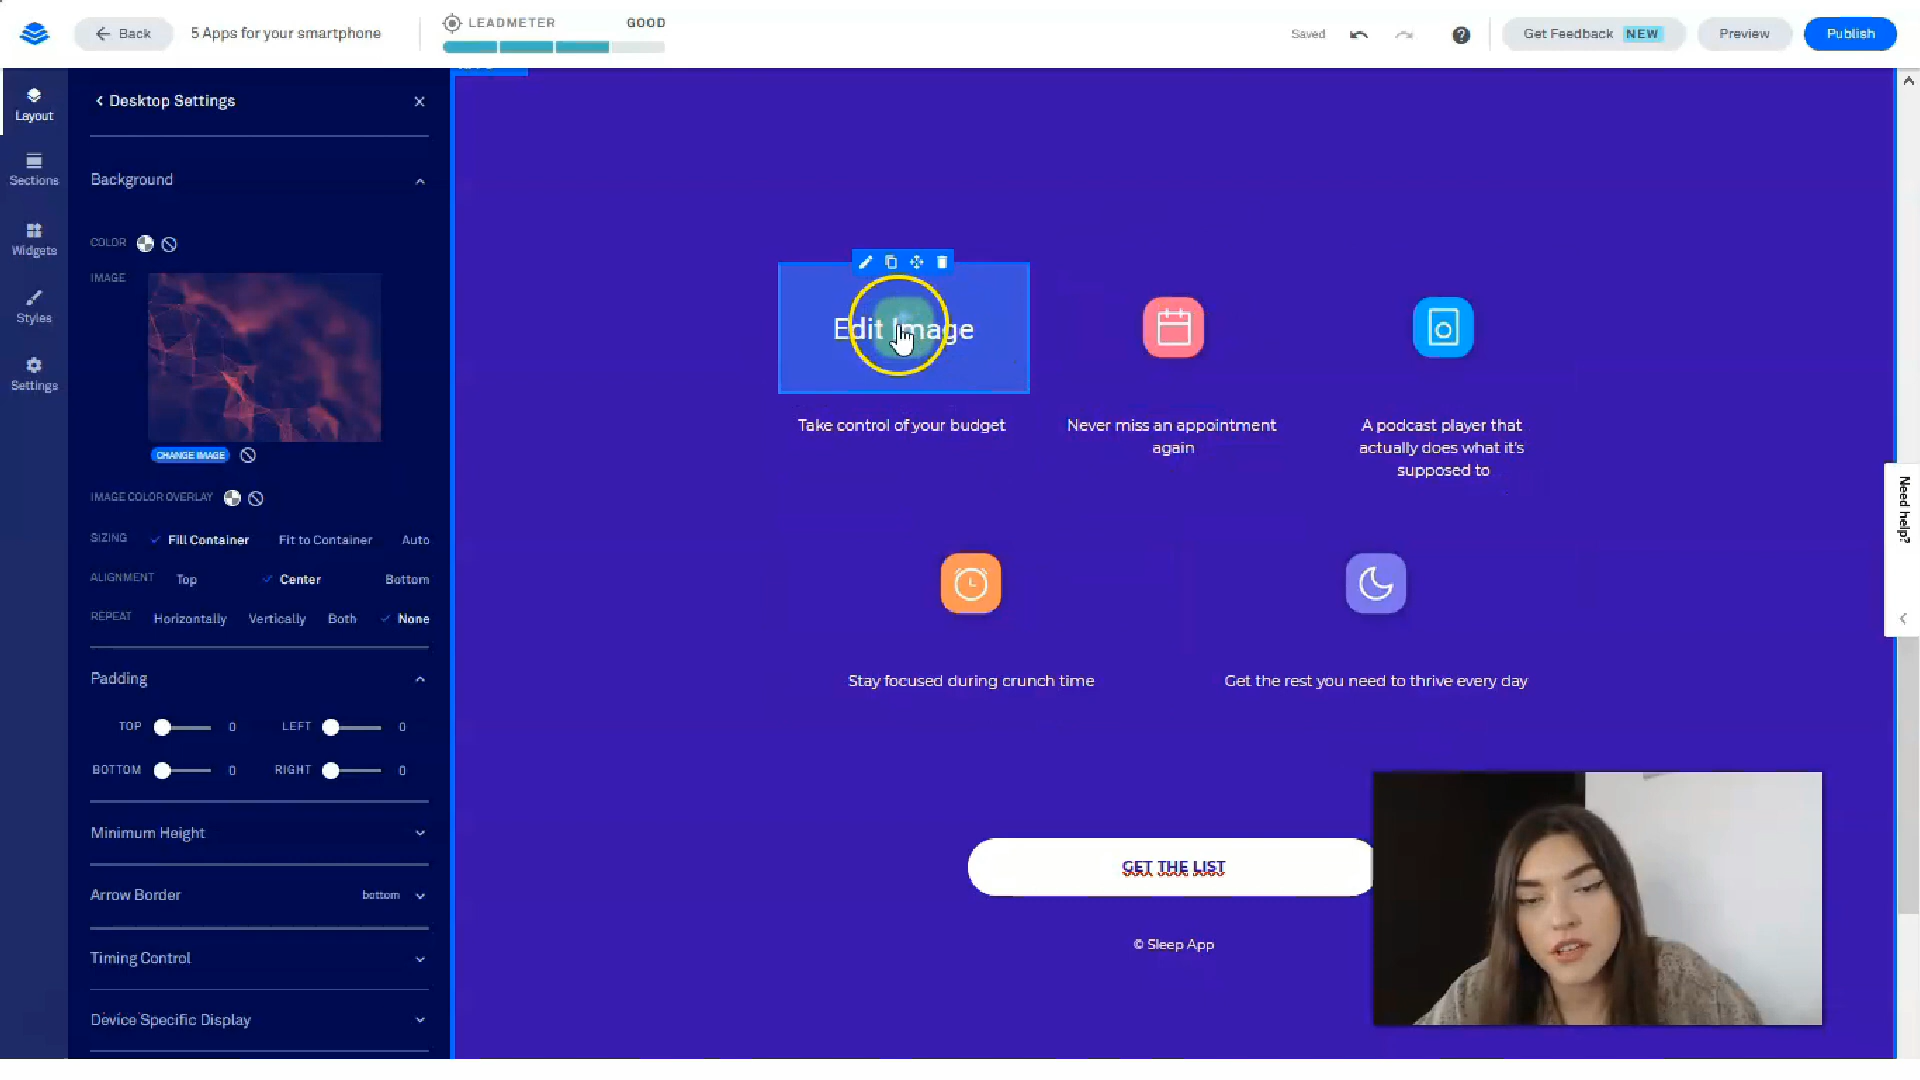 Back
5 Apps for your smartphone
LEADMETER
GOOD
Saved
Get Feedback NEW
Preview
Publish
Layout
Sections
Widgets
Styles
Settings
Desktop Settings
Background
COLOR
IMAGE
CHANGE IMAGE
IMAGE COLOR OVERLAY
SIZING Fill Container Fit to Container Auto
ALIGNMENT Top Center Bottom
REPEAT Horizontally Vertically Both None
Padding
TOP 0 LEFT 0
BOTTOM 0 RIGHT 0
Minimum Height
Arrow Border bottom
Timing Control
Device Specific Display
Edit Image
Take control of your budget
Never miss an appointment
again
A podcast player that
actually does what it's
supposed to
Stay focused during crunch time
Get the rest you need to thrive every day
GET THE LIST
© Sleep App
Need help?